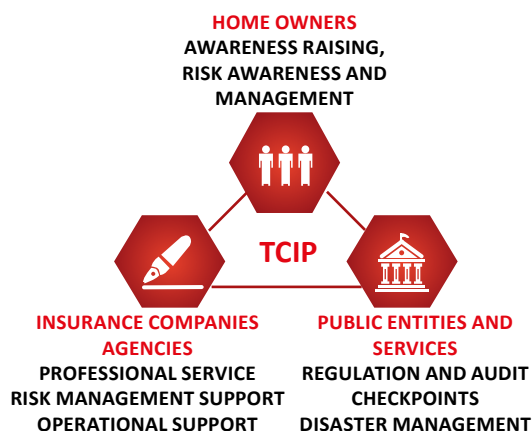 HOME OWNERS
AWARENESS RAISING,
RISK AWARENESS AND
MANAGEMENT
TCIP
INSURANCE COMPANIES
AGENCIES
PROFESSIONAL SERVICE
RISK MANAGEMENT SUPPORT
OPERATIONAL SUPPORT
PUBLIC ENTITIES AND
SERVICES
REGULATION AND AUDIT
CHECKPOINTS
DISASTER MANAGEMENT